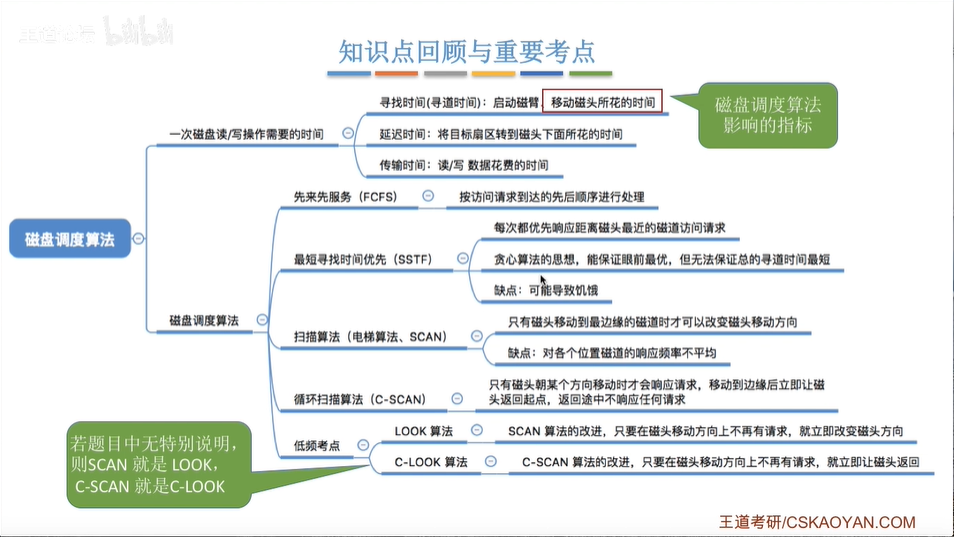 王道论坛 bilibili
知识点回顾与重要考点
寻找时间(寻道时间)：启动磁臂、移动磁头所花的时间
磁盘调度算法
影响的指标
一次磁盘读/写操作需要的时间
延迟时间：将目标扇区转到磁头下面所花的时间
传输时间：读/写 数据花费的时间
先来先服务（FCFS）
按访问请求到达的先后顺序进行处理
磁盘调度算法
每次都优先响应距离磁头最近的磁道访问请求
最短寻找时间优先（SSTF）
贪心算法的思想，能保证眼前最优，但无法保证总的寻道时间最短
缺点：可能导致饥饿
磁盘调度算法
只有磁头移动到最边缘的磁道时才可以改变磁头移动方向
扫描算法（电梯算法、SCAN）
缺点：对各个位置磁道的响应频率不平均
循环扫描算法（C-SCAN）
只有磁头朝某个方向移动时才会响应请求，移动到边缘后立即让磁
头返回起点，返回途中不响应任何请求
低频考点
LOOK 算法
SCAN 算法的改进，只要在磁头移动方向上不再有请求，就立即改变磁头方向
C-LOOK 算法
C-SCAN 算法的改进，只要在磁头移动方向上不再有请求，就立即让磁头返回
若题目中无特别说明，
则SCAN 就是 LOOK，
C-SCAN 就是C-LOOK
王道考研/CSKAOYAN.COM